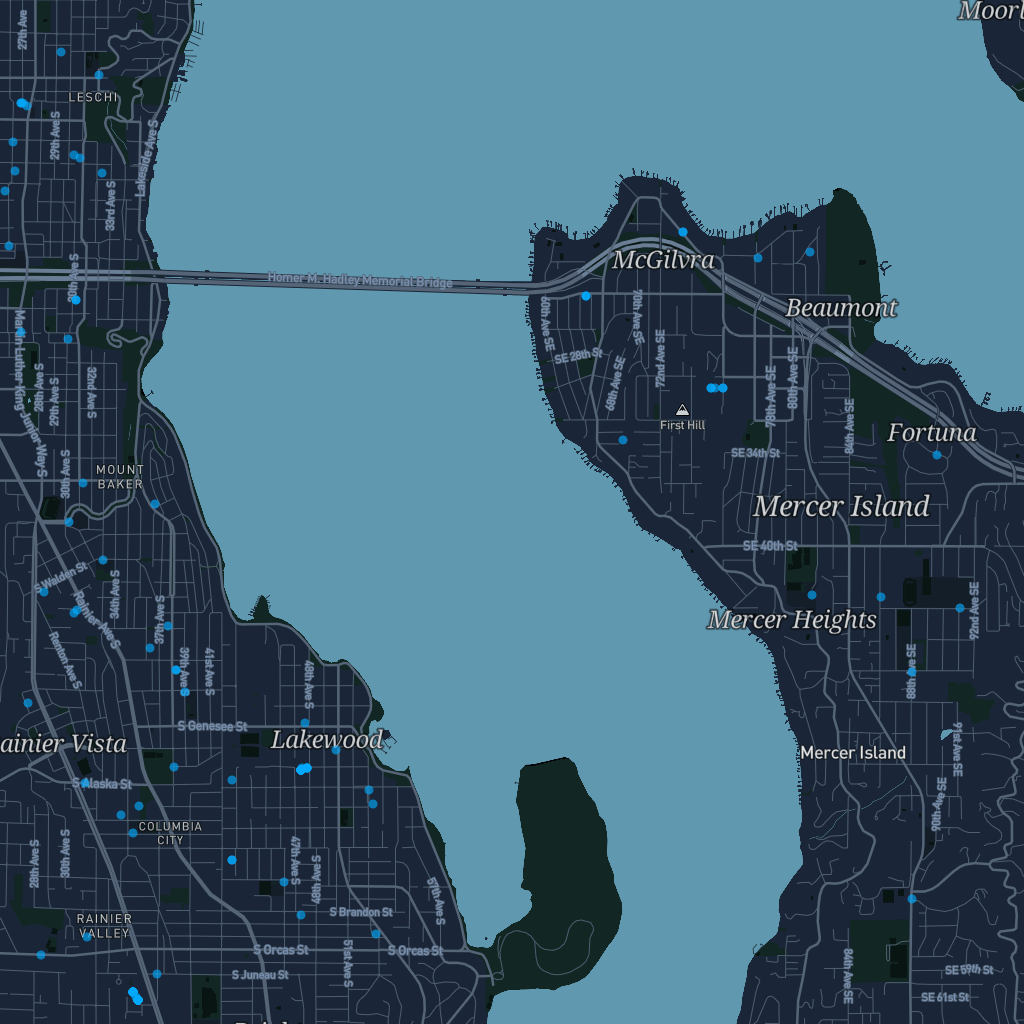 27th Ave
Moorl
LESCHI
29th Ave S
Lakeside Ave S
33rd Ave S
30th Ave S
Homer M. Hadley Memorial Bridge
McGilvra
60th Ave SE
70th Ave SE
Beaumont
SE 28th St
72nd Ave SE
68th Ave SE
78th Ave SE
80th Ave SE
84th Ave SE
Martin Luther King Junior Way S
28th Ave S
29th Ave S
32nd Ave S
First Hill
Fortuna
SE 34th St
30th Ave S
MOUNT
BAKER
Mercer Island
SE 40th St
S Walden St
34th Ave S
Rainier Ave S
37th Ave S
Renton Ave S
39th Ave S
41st Ave S
48th Ave S
Mercer Heights
92nd Ave SE
88th Ave SE
S Genesee St
ainier Vista
Lakewood
Mercer Island
91st Ave SE
S Alaska St
90th Ave SE
COLUMBIA
CITY
28th Ave S
30th Ave S
47th Ave S
48th Ave S
57th Ave S
S Brandon St
RAINIER
VALLEY
S Orcas St
S Orcas St
51st Ave S
S Juneau St
84th Ave SE
SE 59th St
SE 61st St